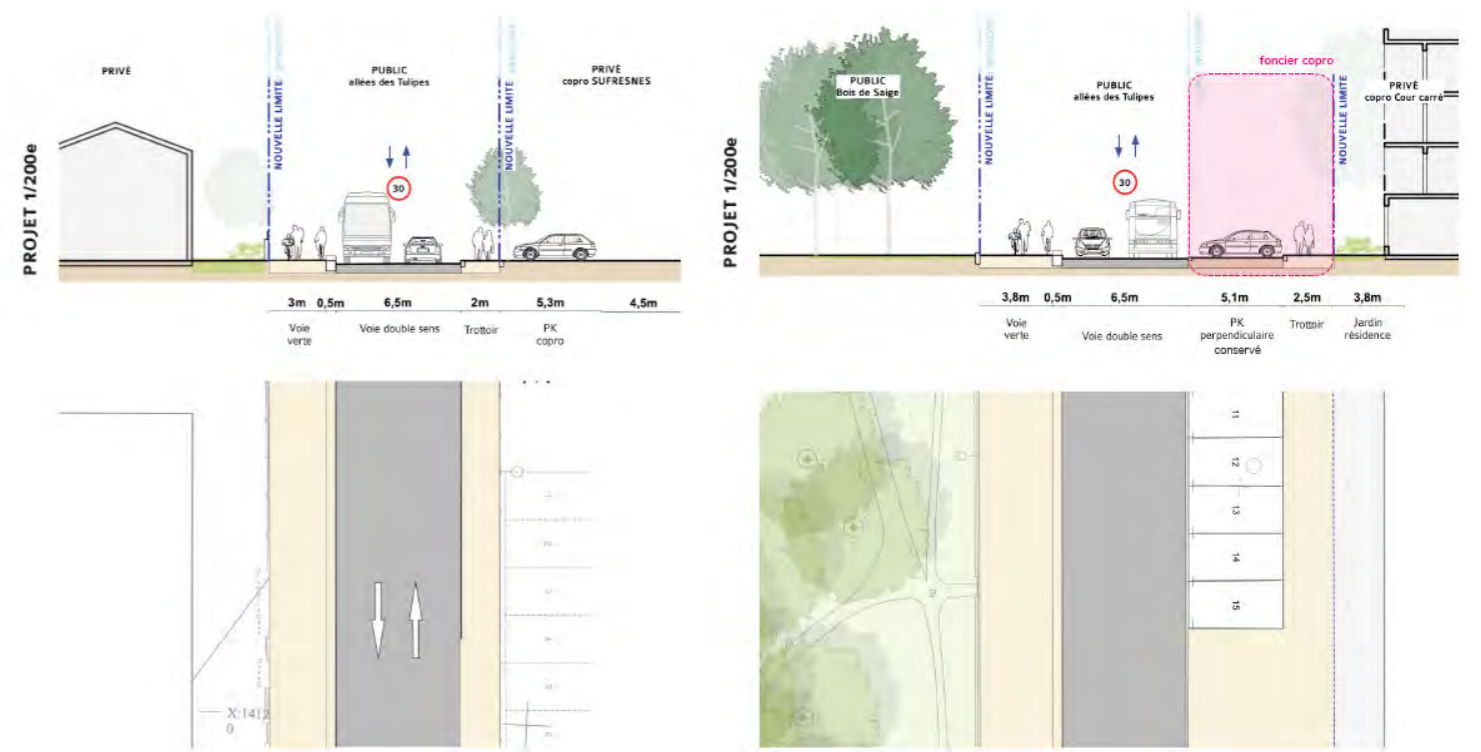 PROJET 1/200e
PRIVÉ
NOUVELLE LIMITE
PUBLIC
allées des Tulipes
30
NOUVELLE LIMITE
PRIVÉ
copro SUFRESNES
3m
0,5m
6,5m
2m
5,3m
4,5m
Voie
verte
Voie double sens
Trottoir
PK
copro
X:1412
0
PROJET 1/200e
PUBLIC
Bois de Saige
NOUVELLE LIMITE
PUBLIC
allées des Tulipes
30
foncier copro
NOUVELLE LIMITE
PRIVÉ
copro Cour carré
3,8m
0,5m
6,5m
5,1m
2,5m
3,8m
Voie
verte
Voie double sens
PK
perpendiculaire
conservé
Trottoir
Jardin
résidence
11
12
13
14
15